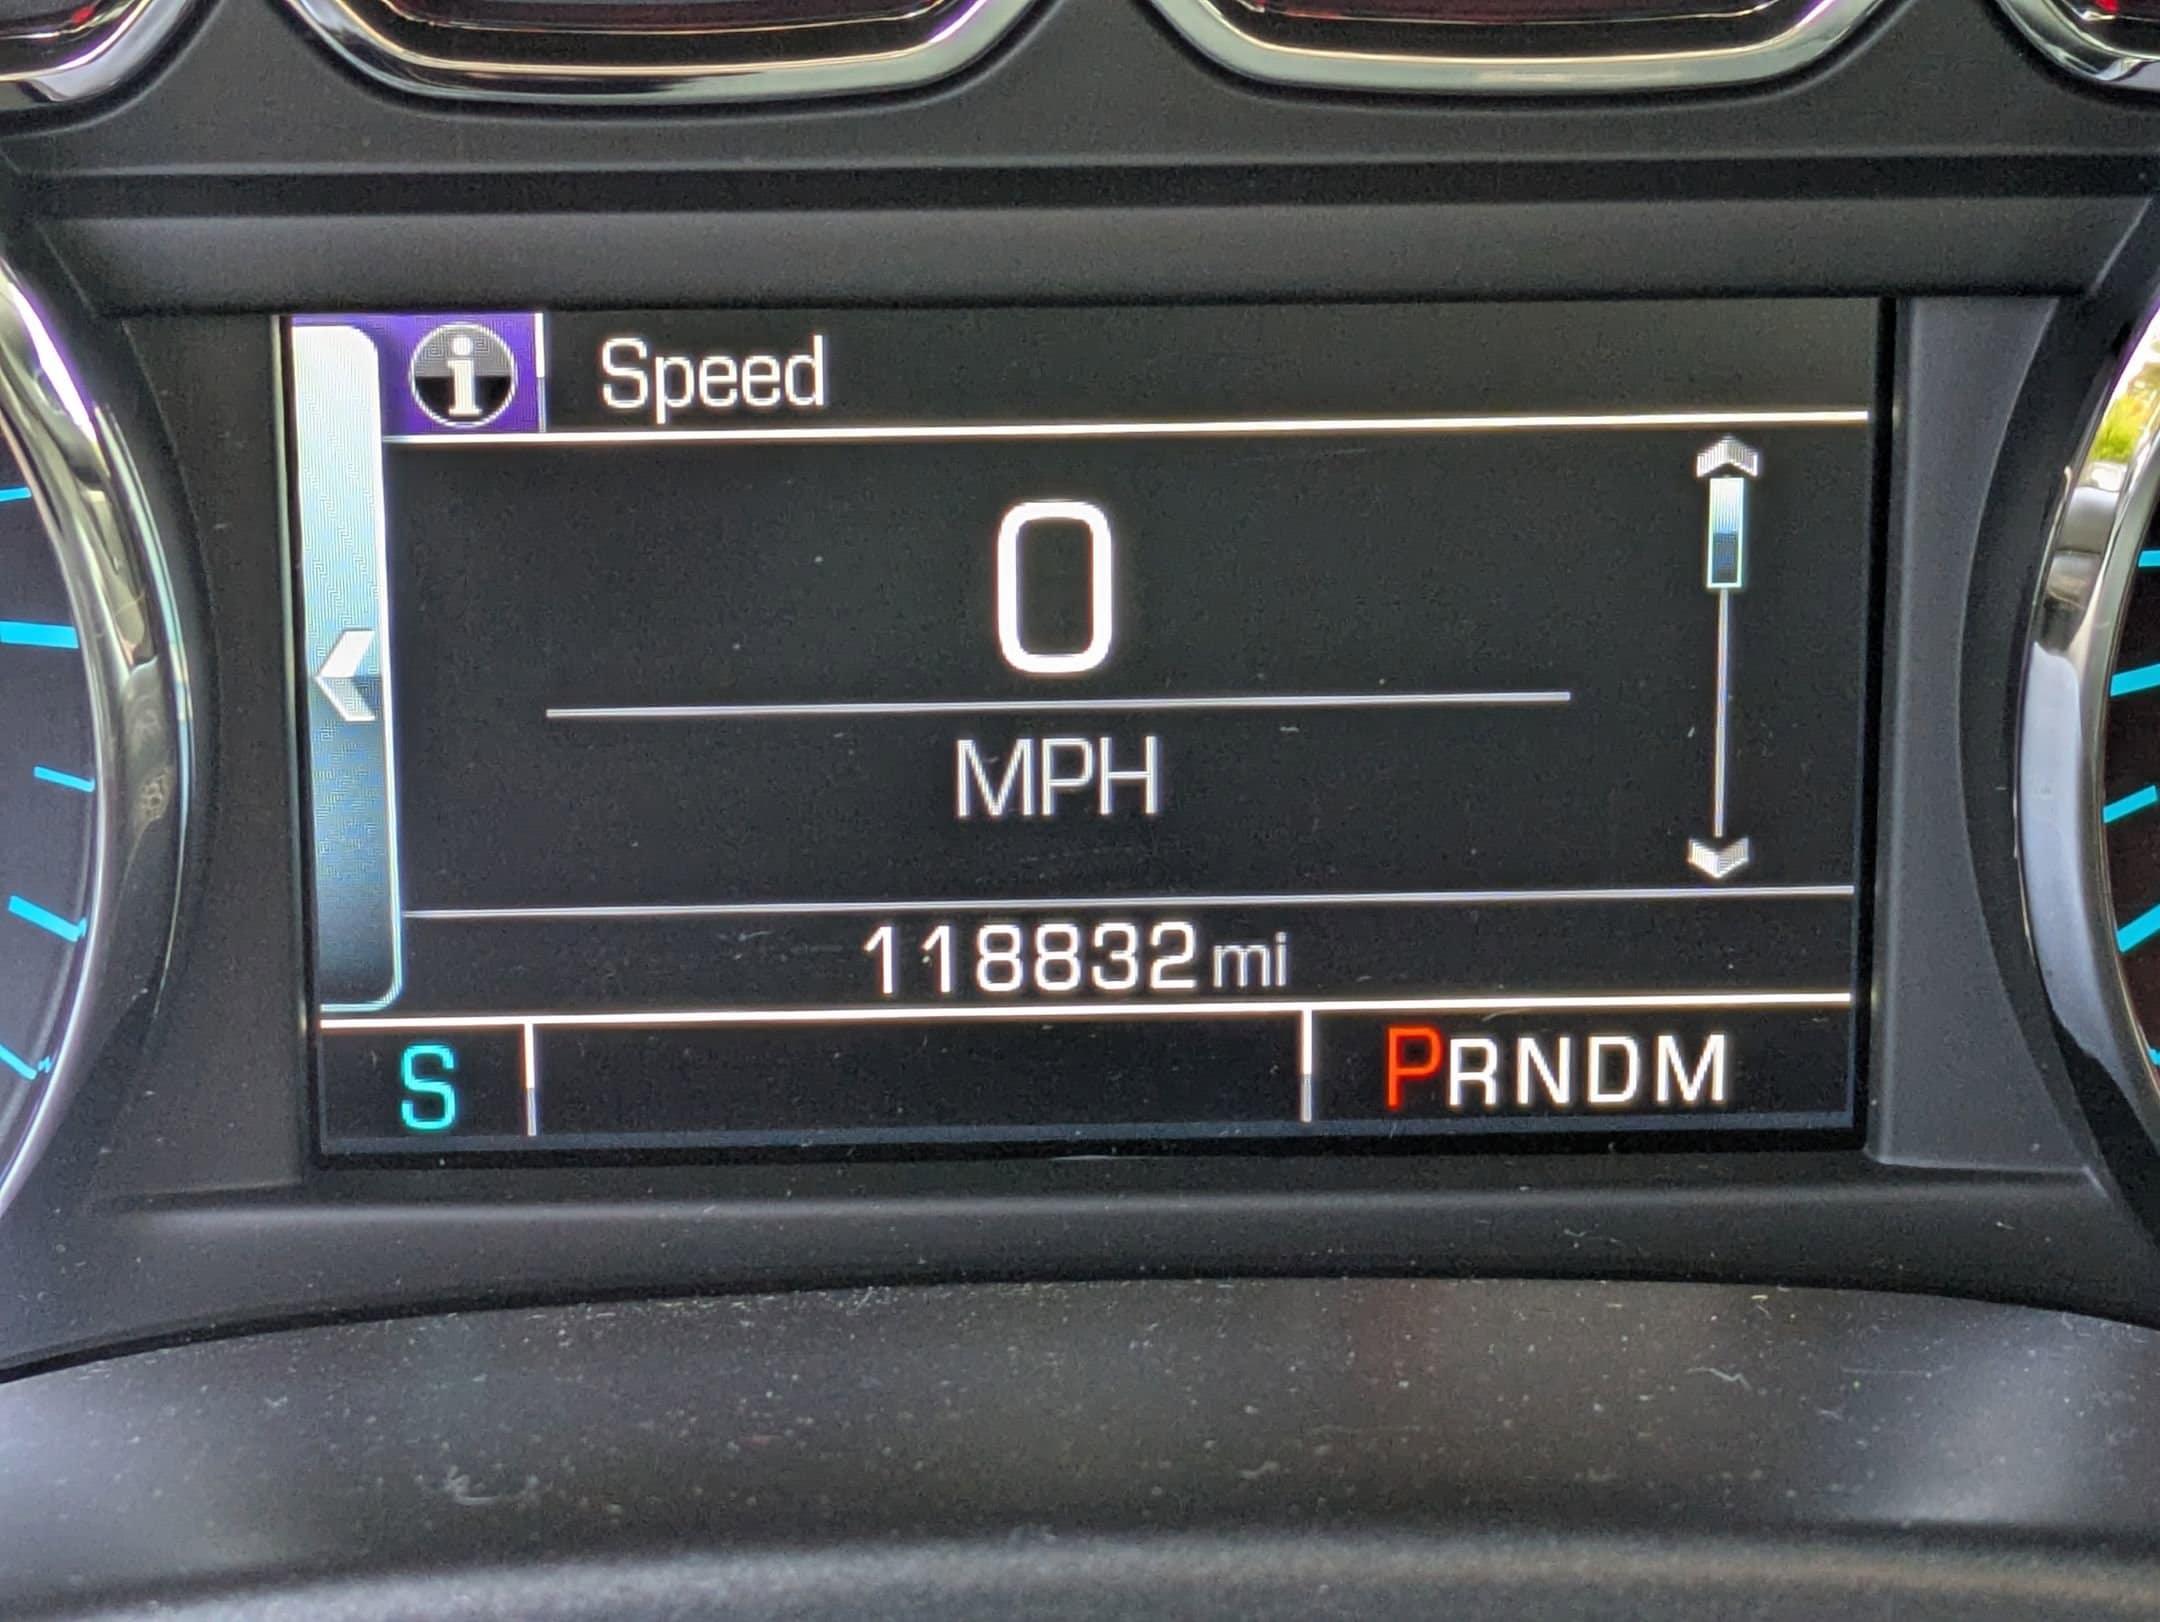 i Speed
0
MPH
118832 mi
S PRNDM